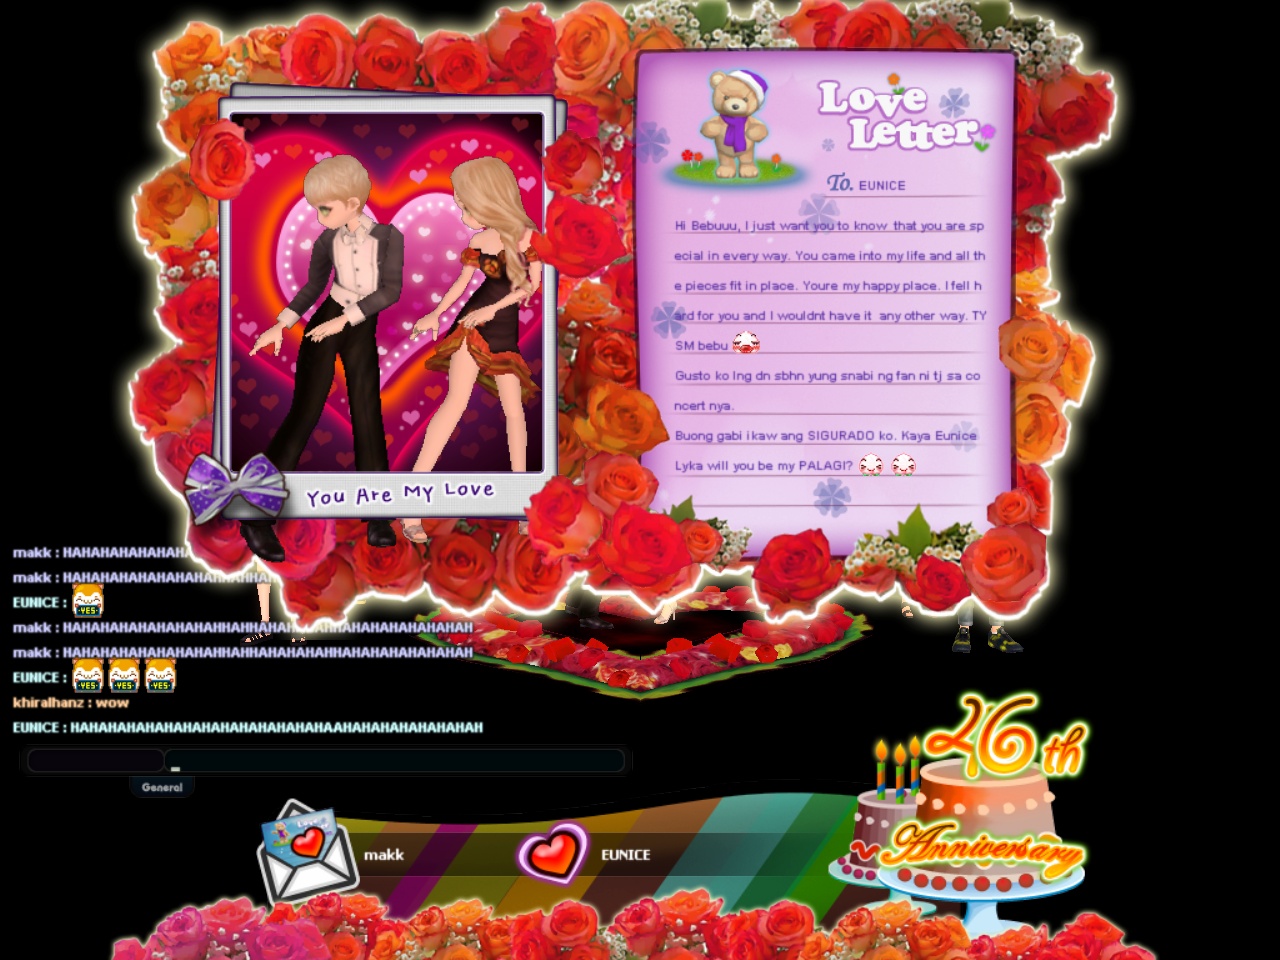 Love
Letter
To. EUNICE
Hi Bebuuu, I just want you to know that you are sp
ecial in every way. You came into my life and all th
e pieces fit in place. Youre my happy place. I fell h
ard for you and I wouldnt have it any other way. TY
SM bebu
Gusto ko lng dn sbhn yung snabi ng fan ni tj sa co
ncert nya.
Buong gabi ikaw ang SIGURADO ko. Kaya Eunice
Lyka will you be my PALAGI?
You Are My Love
makk : HAHAHAHAHAHAHA
makk :
EUNICE : YES
makk :
makk : HAHAHAHAHAHAHAHAHHAHHAHAHAHAHHAHAHAHAHAHAH
EUNICE : YES YES YES
khiralhanz : wow
EUNICE : HAHAHAHAHAHAHAHAHAHAHAHAHAHAAHAHAHAHAHAHAHAH
General
makk
EUNICE
26th
Anniversary